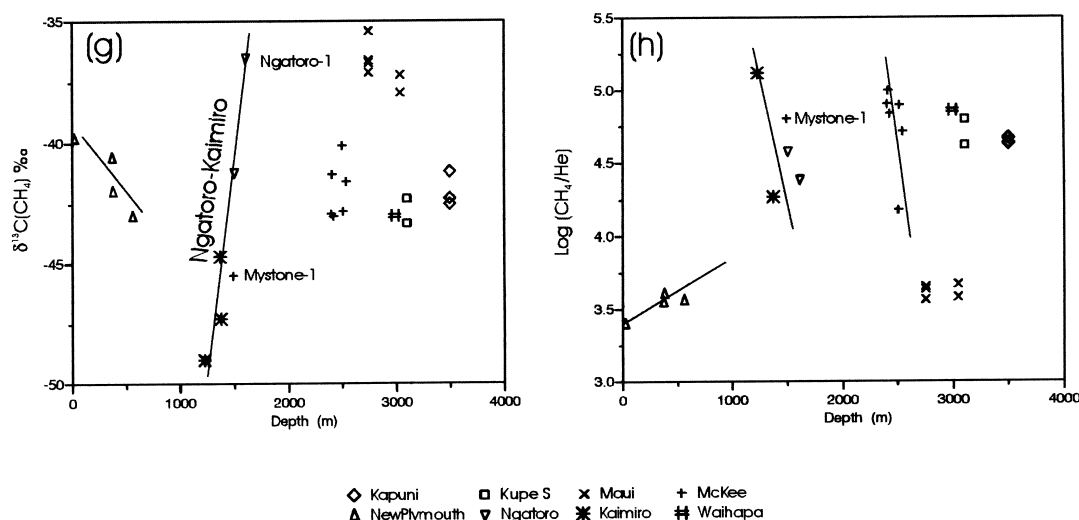 (g)
-35
-40
-45
-50
δ¹³C(CH₄) ‰
0
1000
2000
3000
4000
Depth (m)
Ngatoro-Kaimiro
Ngatoro-1
Mystone-1
(h)
5.5
5.0
4.5
4.0
3.5
3.0
Log (CH₄/He)
0
1000
2000
3000
4000
Depth (m)
Mystone-1
Kapuni
Kupe S
Maui
McKee
NewPlymouth
Ngatoro
Kaimiro
Waihapa